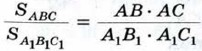 S_{ABC} / S_{A_1B_1C_1} = AB · AC / A_1B_1 · A_1C_1